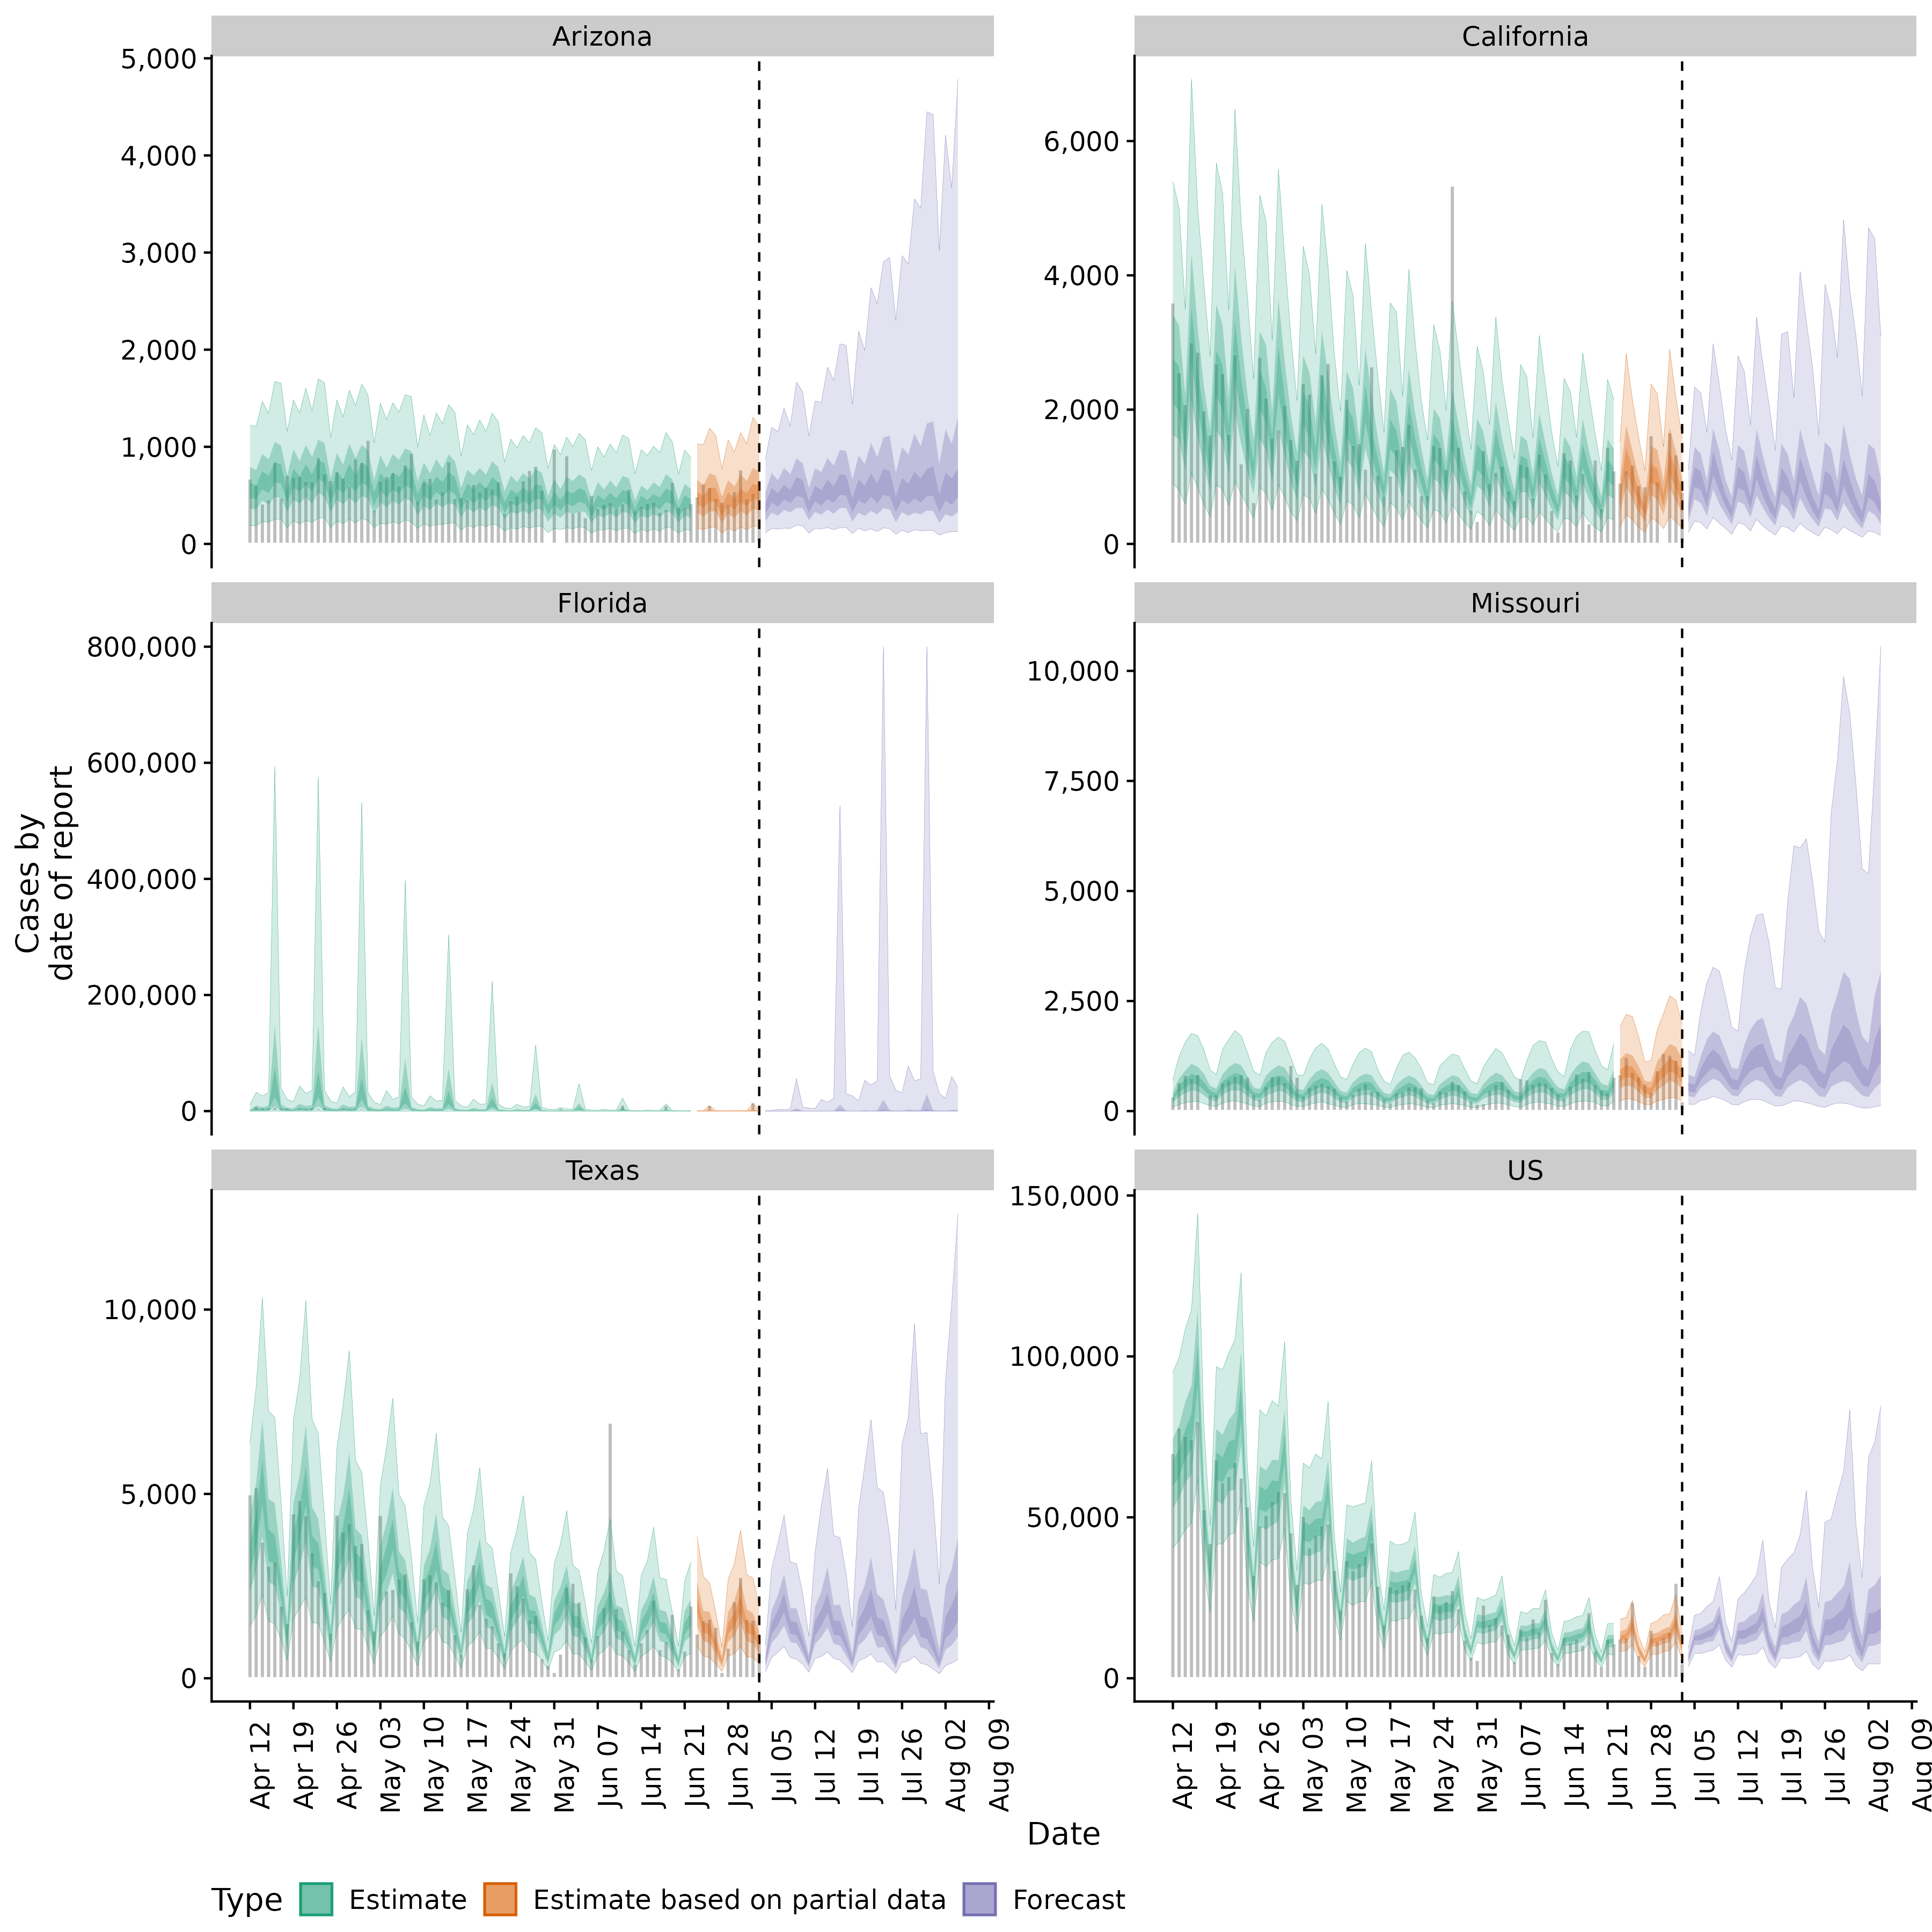 Arizona
California
5,000
4,000
3,000
2,000
1,000
0
6,000
4,000
2,000
0
Florida
Missouri
800,000
600,000
400,000
200,000
0
10,000
7,500
5,000
2,500
0
Cases by
date of report
Texas
US
10,000
5,000
0
150,000
100,000
50,000
0
Apr 12
Apr 19
Apr 26
May 03
May 10
May 17
May 24
May 31
Jun 07
Jun 14
Jun 21
Jun 28
Jul 05
Jul 12
Jul 19
Jul 26
Aug 02
Aug 09
Apr 12
Apr 19
Apr 26
May 03
May 10
May 17
May 24
May 31
Jun 07
Jun 14
Jun 21
Jun 28
Jul 05
Jul 12
Jul 19
Jul 26
Aug 02
Aug 09
Date
Type Estimate Estimate based on partial data Forecast